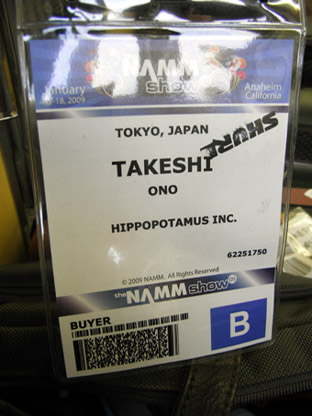 NAMM
show
January
-18, 2009
Anaheim
California
TOKYO, JAPAN
SHURE
TAKESHI
ONO
HIPPOPOTAMUS INC.
62251750
© 2009 NAMM. All Rights Reserved
the NAMM show
BUYER
B